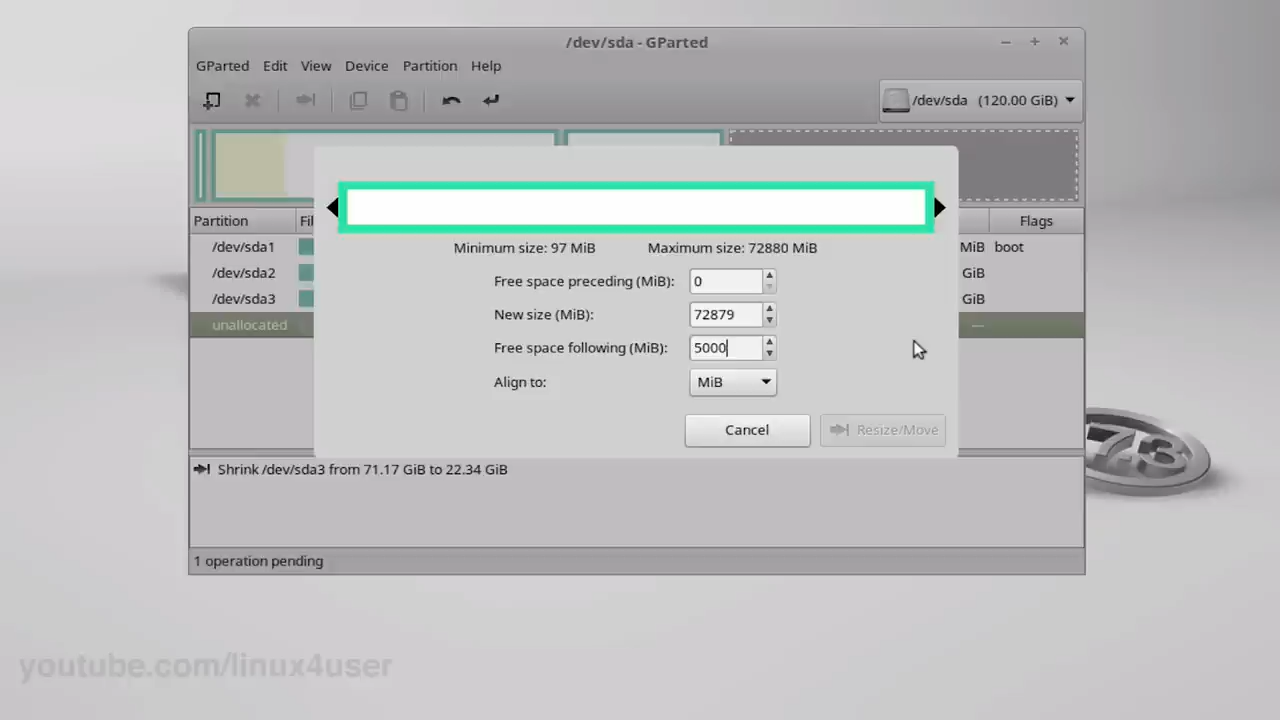 /dev/sda - GParted
GParted Edit View Device Partition Help
/dev/sda (120.00 GiB)
Partition Fil Flags
/dev/sda1 MiB boot
/dev/sda2 GiB
/dev/sda3 GiB
unallocated —
Minimum size: 97 MiB Maximum size: 72880 MiB
Free space preceding (MiB): 0
New size (MiB): 72879
Free space following (MiB): 5000
Align to: MiB
Cancel Resize/Move
Shrink /dev/sda3 from 71.17 GiB to 22.34 GiB
1 operation pending
17.3
youtube.com/linux4user